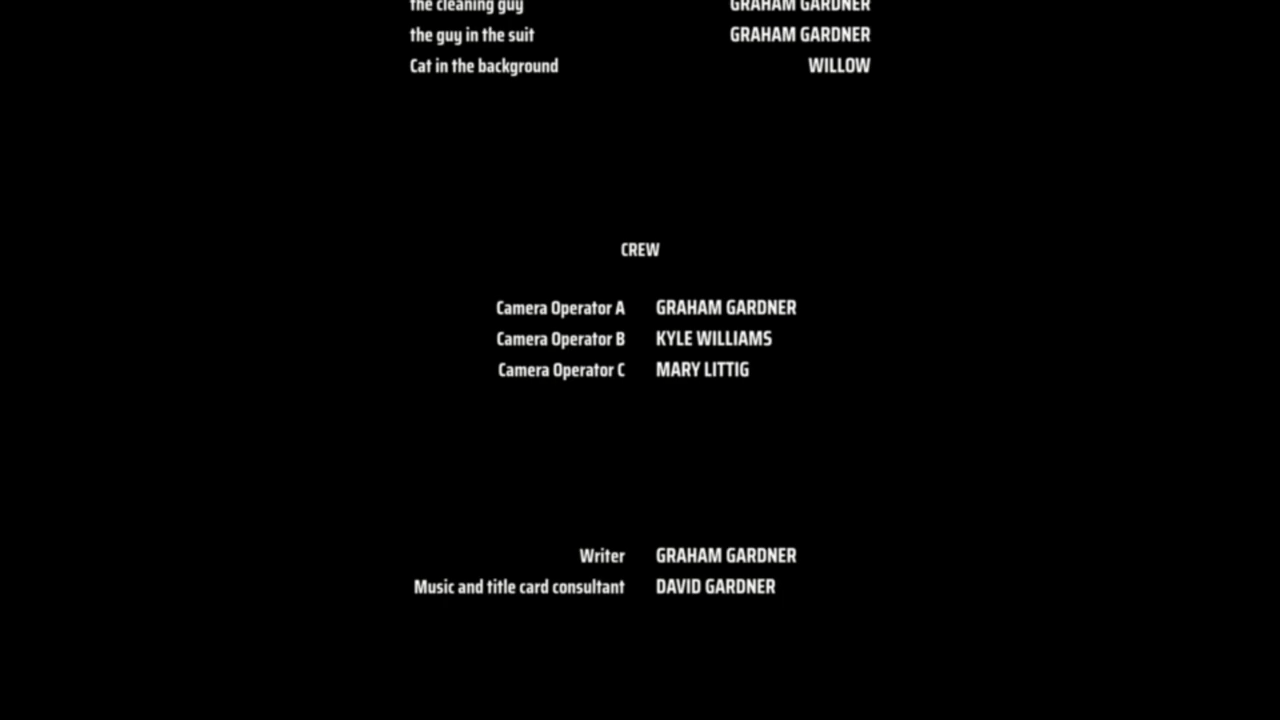 the cleaning guy GRAHAM GARDNER
the guy in the suit GRAHAM GARDNER
Cat in the background WILLOW
CREW
Camera Operator A GRAHAM GARDNER
Camera Operator B KYLE WILLIAMS
Camera Operator C MARY LITTIG
Writer GRAHAM GARDNER
Music and title card consultant DAVID GARDNER